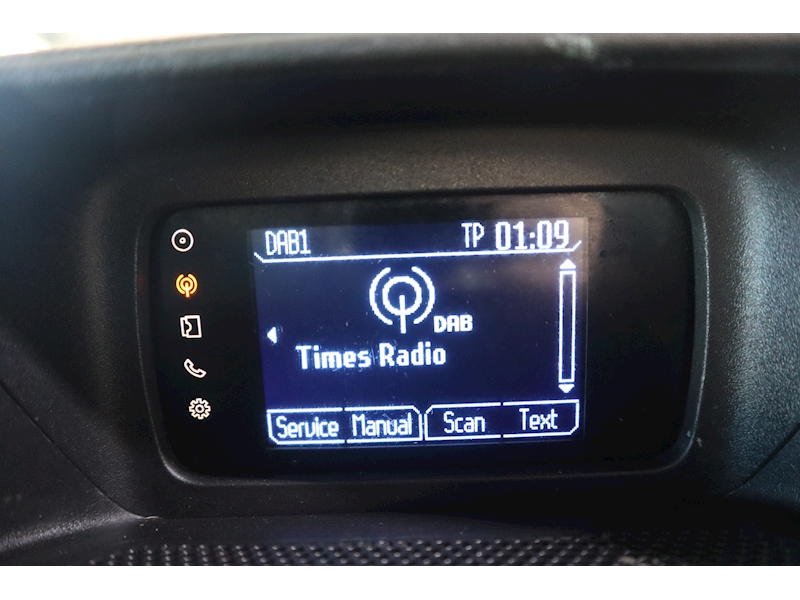 DAB1 TP 01:09
DAB
Times Radio
Service Manual Scan Text